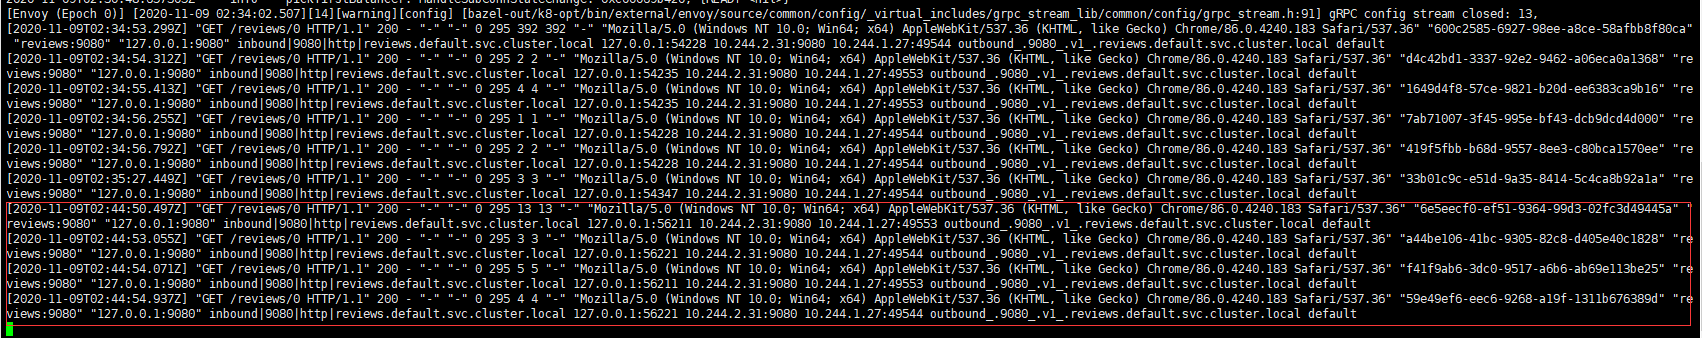 [Envoy (Epoch 0)] [2020-11-09 02:34:02.507][14][warning][config] [bazel-out/k8-opt/bin/external/envoy/source/common/config/_virtual_includes/grpc_stream_lib/common/config/grpc_stream.h:91] gRPC config stream closed: 13,
[2020-11-09T02:34:53.299Z] "GET /reviews/0 HTTP/1.1" 200 - "-" "-" 0 295 392 392 "-" "Mozilla/5.0 (Windows NT 10.0; Win64; x64) AppleWebKit/537.36 (KHTML, like Gecko) Chrome/86.0.4240.183 Safari/537.36" "600c2585-6927-98ee-a8ce-58afbb8f80ca"
"reviews:9080" "127.0.0.1:9080" inbound|9080|http|reviews.default.svc.cluster.local 127.0.0.1:54228 10.244.2.31:9080 10.244.1.27:49544 outbound_.9080_.v1_.reviews.default.svc.cluster.local default
[2020-11-09T02:34:54.312Z] "GET /reviews/0 HTTP/1.1" 200 - "-" "-" 0 295 2 2 "-" "Mozilla/5.0 (Windows NT 10.0; Win64; x64) AppleWebKit/537.36 (KHTML, like Gecko) Chrome/86.0.4240.183 Safari/537.36" "d4c42bd1-3337-92e2-9462-a06eca0a1368" "re
views:9080" "127.0.0.1:9080" inbound|9080|http|reviews.default.svc.cluster.local 127.0.0.1:54235 10.244.2.31:9080 10.244.1.27:49553 outbound_.9080_.v1_.reviews.default.svc.cluster.local default
[2020-11-09T02:34:55.413Z] "GET /reviews/0 HTTP/1.1" 200 - "-" "-" 0 295 4 4 "-" "Mozilla/5.0 (Windows NT 10.0; Win64; x64) AppleWebKit/537.36 (KHTML, like Gecko) Chrome/86.0.4240.183 Safari/537.36" "1649d4f8-57ce-9821-b20d-ee6383ca9b16" "re
views:9080" "127.0.0.1:9080" inbound|9080|http|reviews.default.svc.cluster.local 127.0.0.1:54235 10.244.2.31:9080 10.244.1.27:49553 outbound_.9080_.v1_.reviews.default.svc.cluster.local default
[2020-11-09T02:34:56.255Z] "GET /reviews/0 HTTP/1.1" 200 - "-" "-" 0 295 1 1 "-" "Mozilla/5.0 (Windows NT 10.0; Win64; x64) AppleWebKit/537.36 (KHTML, like Gecko) Chrome/86.0.4240.183 Safari/537.36" "7ab71007-3f45-995e-bf43-dcb9dcd4d000" "re
views:9080" "127.0.0.1:9080" inbound|9080|http|reviews.default.svc.cluster.local 127.0.0.1:54228 10.244.2.31:9080 10.244.1.27:49544 outbound_.9080_.v1_.reviews.default.svc.cluster.local default
[2020-11-09T02:34:56.792Z] "GET /reviews/0 HTTP/1.1" 200 - "-" "-" 0 295 2 2 "-" "Mozilla/5.0 (Windows NT 10.0; Win64; x64) AppleWebKit/537.36 (KHTML, like Gecko) Chrome/86.0.4240.183 Safari/537.36" "419f5fbb-b68d-9557-8ee3-c80bca1570ee" "re
views:9080" "127.0.0.1:9080" inbound|9080|http|reviews.default.svc.cluster.local 127.0.0.1:54228 10.244.2.31:9080 10.244.1.27:49544 outbound_.9080_.v1_.reviews.default.svc.cluster.local default
[2020-11-09T02:35:27.449Z] "GET /reviews/0 HTTP/1.1" 200 - "-" "-" 0 295 3 3 "-" "Mozilla/5.0 (Windows NT 10.0; Win64; x64) AppleWebKit/537.36 (KHTML, like Gecko) Chrome/86.0.4240.183 Safari/537.36" "33b01c9c-e51d-9a35-8414-5c4ca8b92a1a" "re
views:9080" "127.0.0.1:9080" inbound|9080|http|reviews.default.svc.cluster.local 127.0.0.1:54347 10.244.2.31:9080 10.244.1.27:49544 outbound_.9080_.v1_.reviews.default.svc.cluster.local default
[2020-11-09T02:44:50.497Z] "GET /reviews/0 HTTP/1.1" 200 - "-" "-" 0 295 13 13 "-" "Mozilla/5.0 (Windows NT 10.0; Win64; x64) AppleWebKit/537.36 (KHTML, like Gecko) Chrome/86.0.4240.183 Safari/537.36" "6e5eecf0-ef51-9364-99d3-02fc3d49445a" "
reviews:9080" "127.0.0.1:9080" inbound|9080|http|reviews.default.svc.cluster.local 127.0.0.1:56211 10.244.2.31:9080 10.244.1.27:49553 outbound_.9080_.v1_.reviews.default.svc.cluster.local default
[2020-11-09T02:44:53.055Z] "GET /reviews/0 HTTP/1.1" 200 - "-" "-" 0 295 3 3 "-" "Mozilla/5.0 (Windows NT 10.0; Win64; x64) AppleWebKit/537.36 (KHTML, like Gecko) Chrome/86.0.4240.183 Safari/537.36" "a44be106-41bc-9305-82c8-d405e40c1828" "re
views:9080" "127.0.0.1:9080" inbound|9080|http|reviews.default.svc.cluster.local 127.0.0.1:56221 10.244.2.31:9080 10.244.1.27:49544 outbound_.9080_.v1_.reviews.default.svc.cluster.local default
[2020-11-09T02:44:54.071Z] "GET /reviews/0 HTTP/1.1" 200 - "-" "-" 0 295 5 5 "-" "Mozilla/5.0 (Windows NT 10.0; Win64; x64) AppleWebKit/537.36 (KHTML, like Gecko) Chrome/86.0.4240.183 Safari/537.36" "f41f9ab6-3dc0-9517-a6b6-ab69e113be25" "re
views:9080" "127.0.0.1:9080" inbound|9080|http|reviews.default.svc.cluster.local 127.0.0.1:56211 10.244.2.31:9080 10.244.1.27:49553 outbound_.9080_.v1_.reviews.default.svc.cluster.local default
[2020-11-09T02:44:54.937Z] "GET /reviews/0 HTTP/1.1" 200 - "-" "-" 0 295 4 4 "-" "Mozilla/5.0 (Windows NT 10.0; Win64; x64) AppleWebKit/537.36 (KHTML, like Gecko) Chrome/86.0.4240.183 Safari/537.36" "59e49ef6-eec6-9268-a19f-1311b676389d" "re
views:9080" "127.0.0.1:9080" inbound|9080|http|reviews.default.svc.cluster.local 127.0.0.1:56221 10.244.2.31:9080 10.244.1.27:49544 outbound_.9080_.v1_.reviews.default.svc.cluster.local default